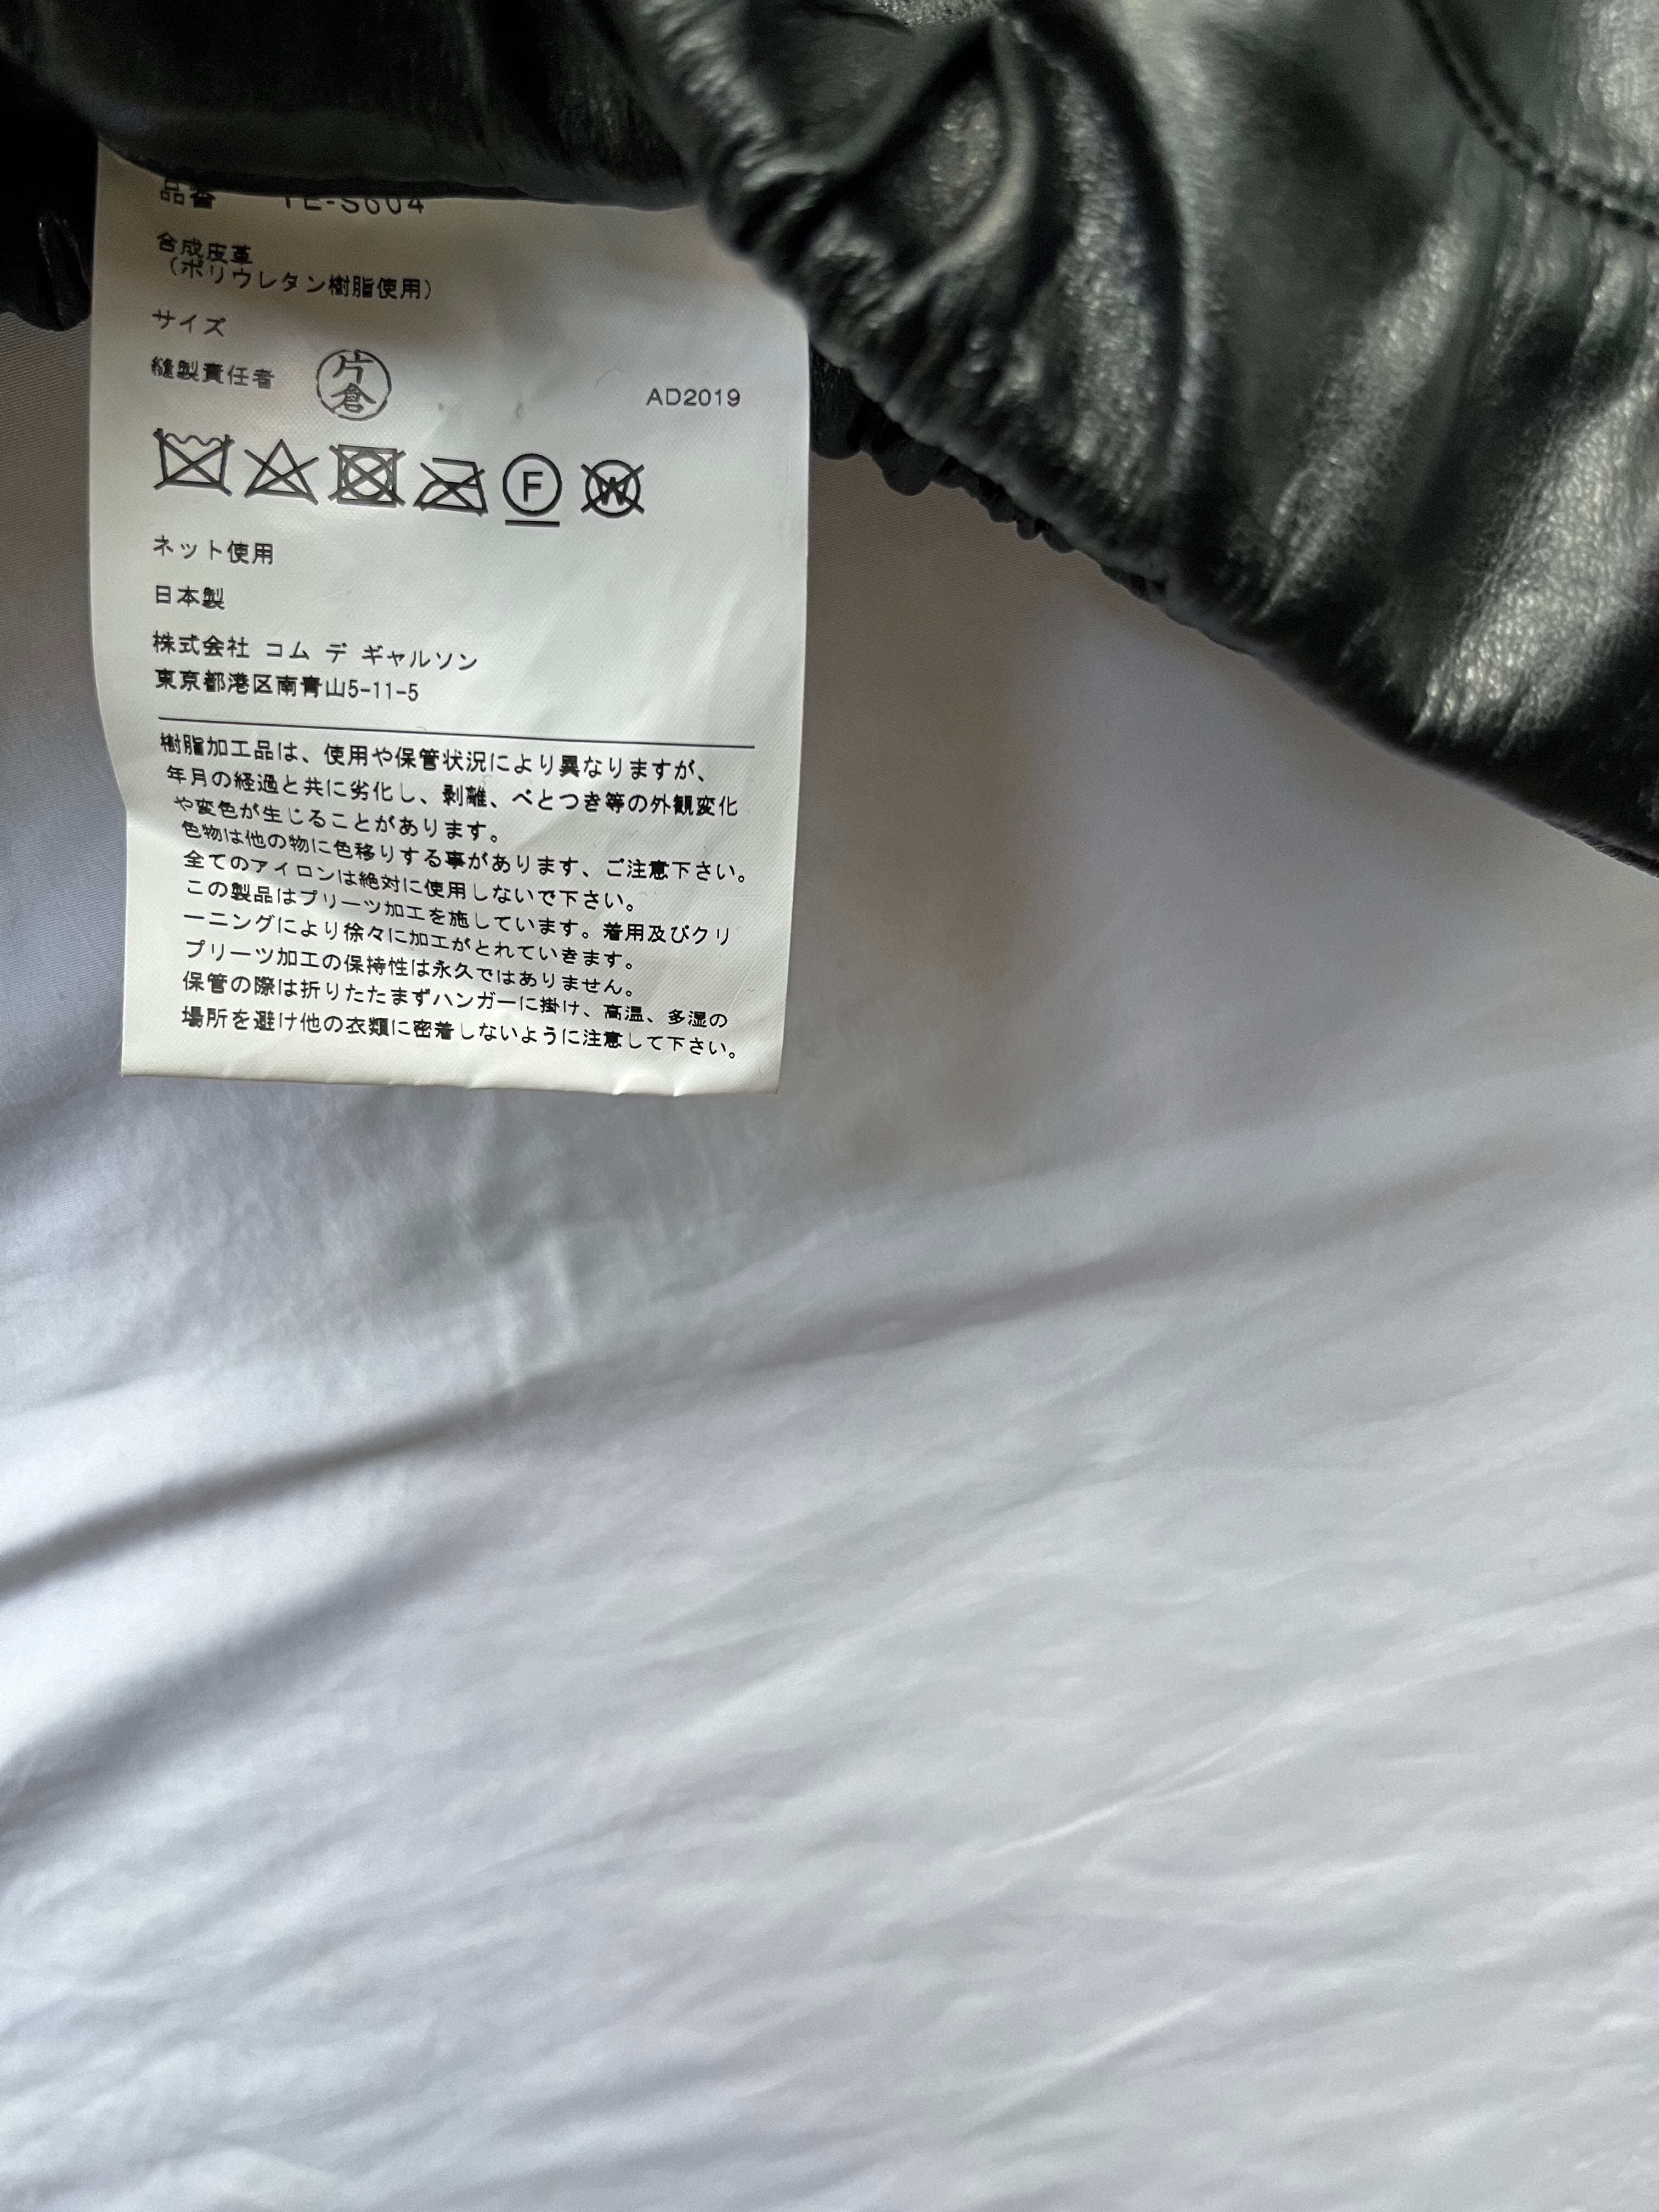 品番 TE-S604
合成皮革
（ポリウレタン樹脂使用）
サイズ
縫製責任者 片倉 AD2019
F W
ネット使用
日本製
株式会社 コム デ ギャルソン
東京都港区南青山5-11-5
樹脂加工品は、使用や保管状況により異なりますが、
年月の経過と共に劣化し、剥離、べとつき等の外観変化
や変色が生じることがあります。
色物は他の物に色移りする事があります、ご注意下さい。
全てのアイロンは絶対に使用しないで下さい。
この製品はプリーツ加工を施しています。着用及びクリ
ーニングにより徐々に加工がとれていきます。
プリーツ加工の保持性は永久ではありません。
保管の際は折りたたまずハンガーに掛け、高温、多湿の
場所を避け他の衣類に密着しないように注意して下さい。